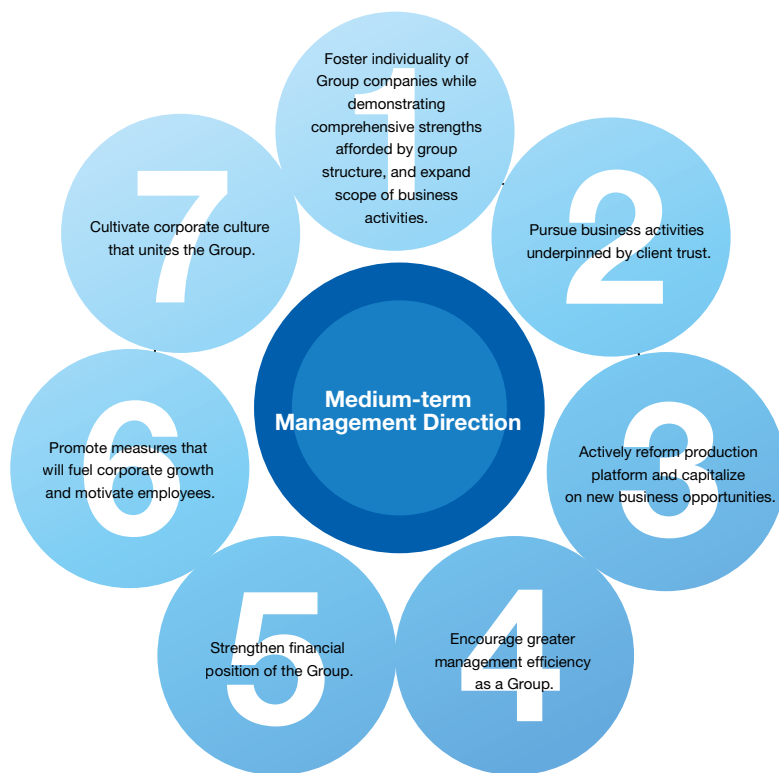 1
Foster individuality of
Group companies while
demonstrating
comprehensive strengths
afforded by group
structure, and expand
scope of business
activities.
2
Pursue business activities
underpinned by client trust.
3
Actively reform production
platform and capitalize
on new business opportunities.
4
Encourage greater
management efficiency
as a Group.
5
Strengthen financial
position of the Group.
6
Promote measures that
will fuel corporate growth
and motivate employees.
7
Cultivate corporate culture
that unites the Group.
Medium-term
Management Direction